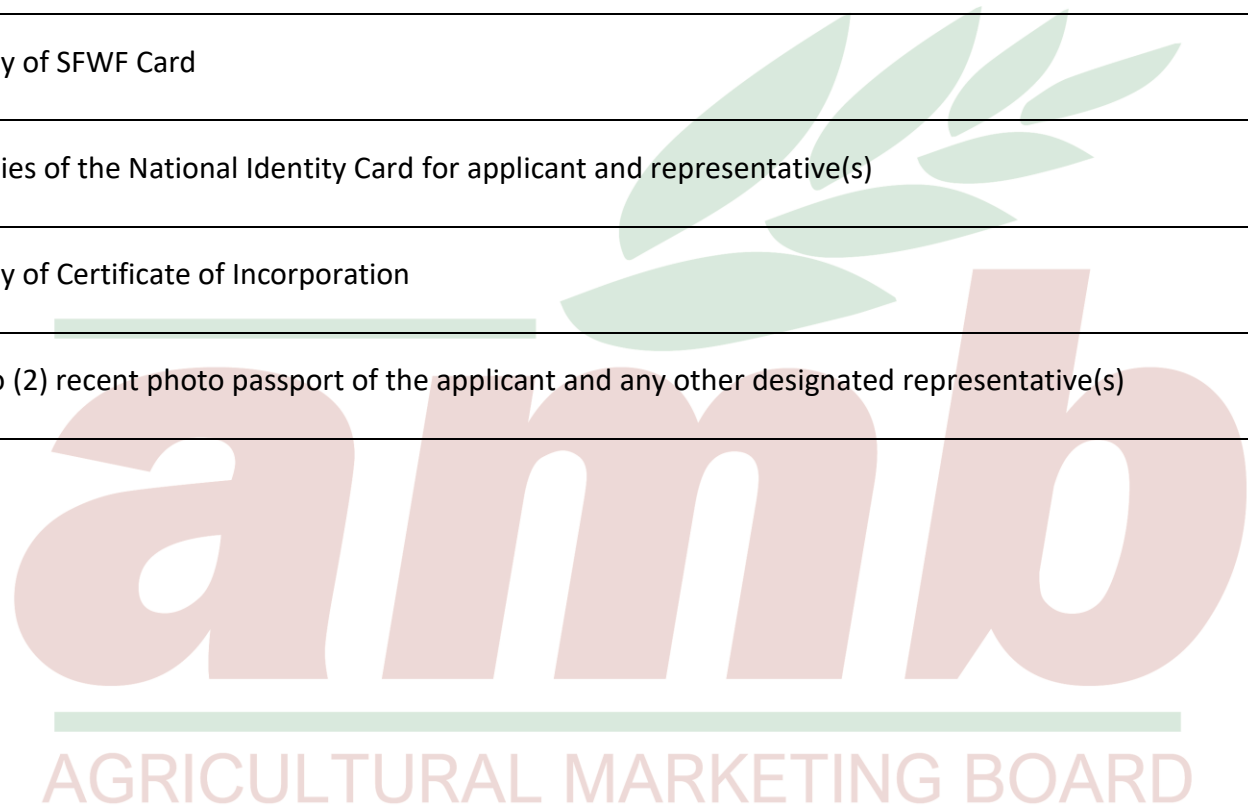 y of SFWF Card
ies of the National Identity Card for applicant and representative(s)
y of Certificate of Incorporation
o (2) recent photo passport of the applicant and any other designated representative(s)
amb
AGRICULTURAL MARKETING BOARD